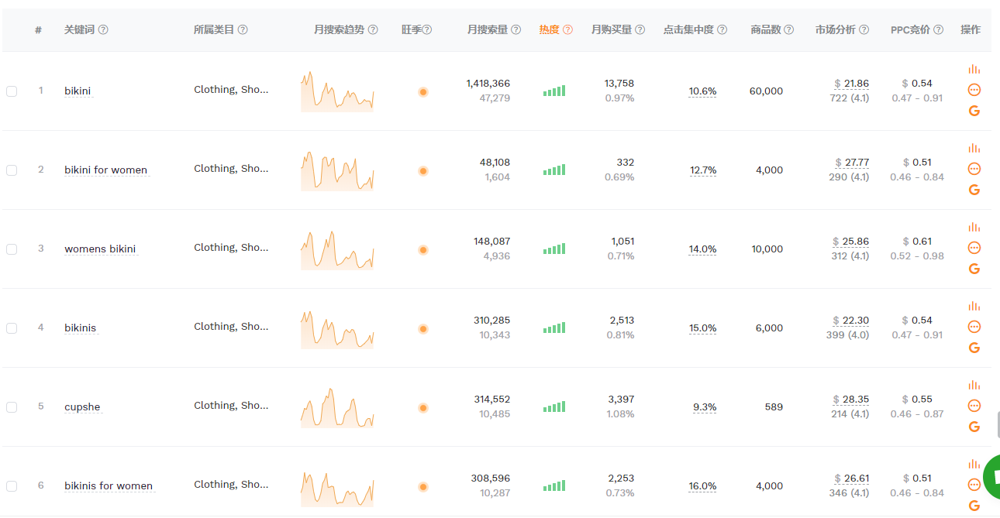 # 关键词 所属类目 月搜索趋势 旺季 月搜索量 热度 月购买量 点击集中度 商品数 市场分析 PPC竞价 操作
1 bikini Clothing, Sho... 1,418,366 13,758 10.6% 60,000 $ 21.86 $ 0.54
47,279 0.97% 722 (4.1) 0.47 - 0.91
2 bikini for women Clothing, Sho... 48,108 332 12.7% 4,000 $ 27.77 $ 0.51
1,604 0.69% 290 (4.1) 0.46 - 0.84
3 womens bikini Clothing, Sho... 148,087 1,051 14.0% 10,000 $ 25.86 $ 0.61
4,936 0.71% 312 (4.1) 0.52 - 0.98
4 bikinis Clothing, Sho... 310,285 2,513 15.0% 6,000 $ 22.30 $ 0.54
10,343 0.81% 399 (4.0) 0.47 - 0.91
5 cupshe Clothing, Sho... 314,552 3,397 9.3% 589 $ 28.35 $ 0.55
10,485 1.08% 214 (4.1) 0.46 - 0.87
6 bikinis for women Clothing, Sho... 308,596 2,253 16.0% 4,000 $ 26.61 $ 0.51
10,287 0.73% 346 (4.1) 0.46 - 0.84